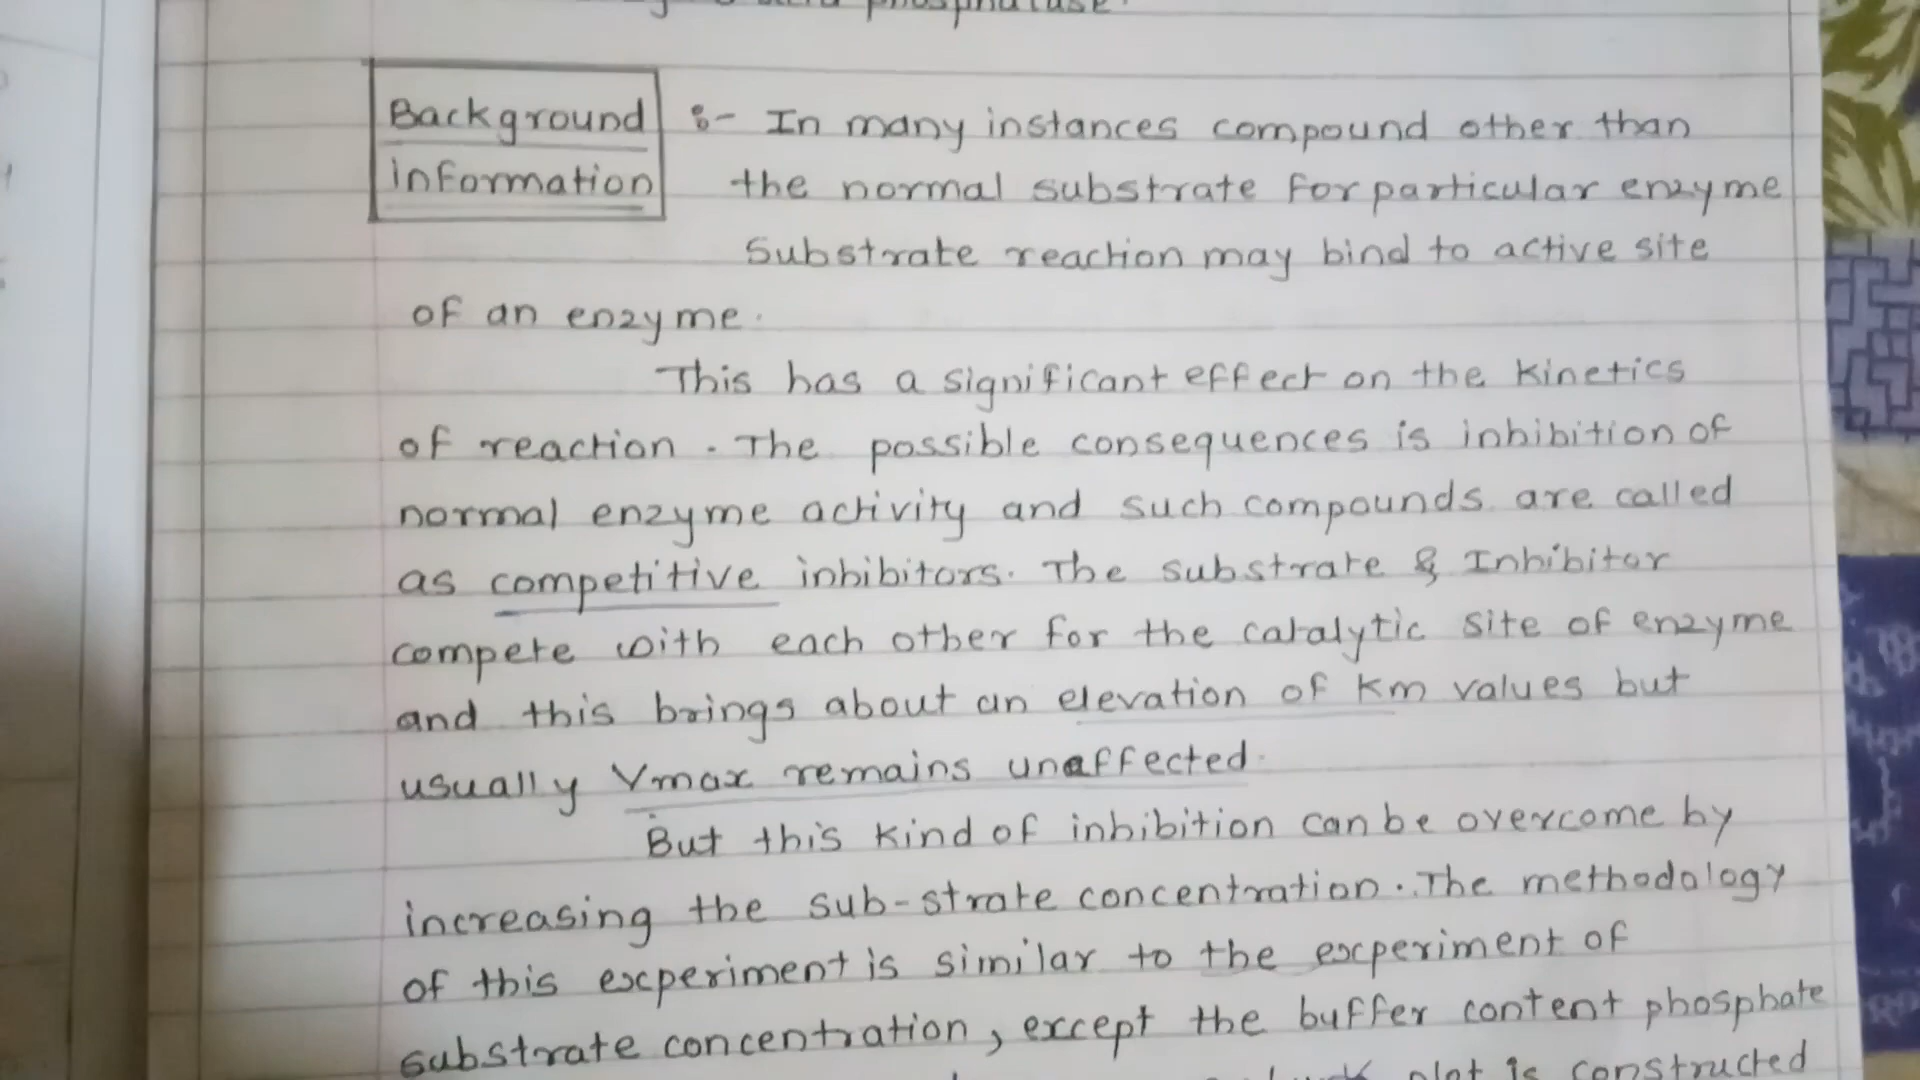 phosphatase.
Background :- In many instances compound other than
information the normal substrate for particular enzyme
Substrate reaction may bind to active site
of an enzyme.
This has a significant effect on the kinetics
of reaction. The possible consequences is inhibition of
normal enzyme activity and such compounds are called
as competitive inhibitors. The substrate & Inhibitor
compete with each other for the catalytic site of enzyme
and this brings about an elevation of Km values but
usually Vmax remains unaffected.
But this kind of inhibition can be overcome by
increasing the sub-strate concentration. The methodology
of this experiment is similar to the experiment of
substrate concentration, except the buffer content phosphate
plot is constructed